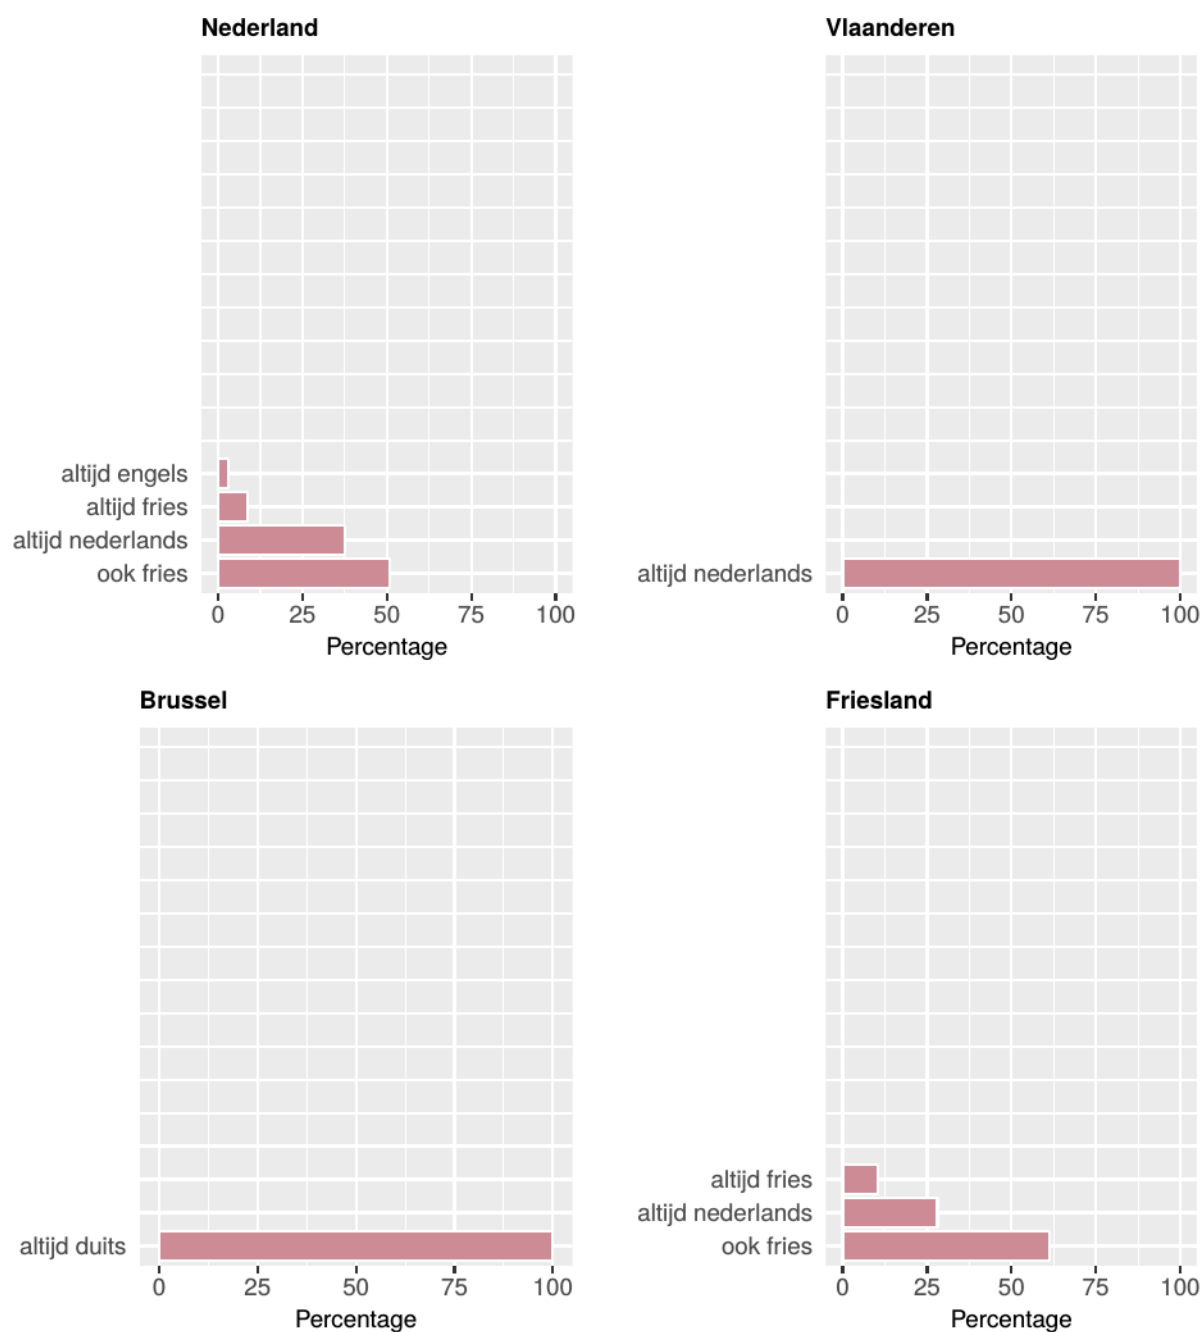 Nederland
altijd engels
altijd fries
altijd nederlands
ook fries
0 25 50 75 100
Percentage
Vlaanderen
altijd nederlands
0 25 50 75 100
Percentage
Brussel
altijd duits
0 25 50 75 100
Percentage
Friesland
altijd fries
altijd nederlands
ook fries
0 25 50 75 100
Percentage